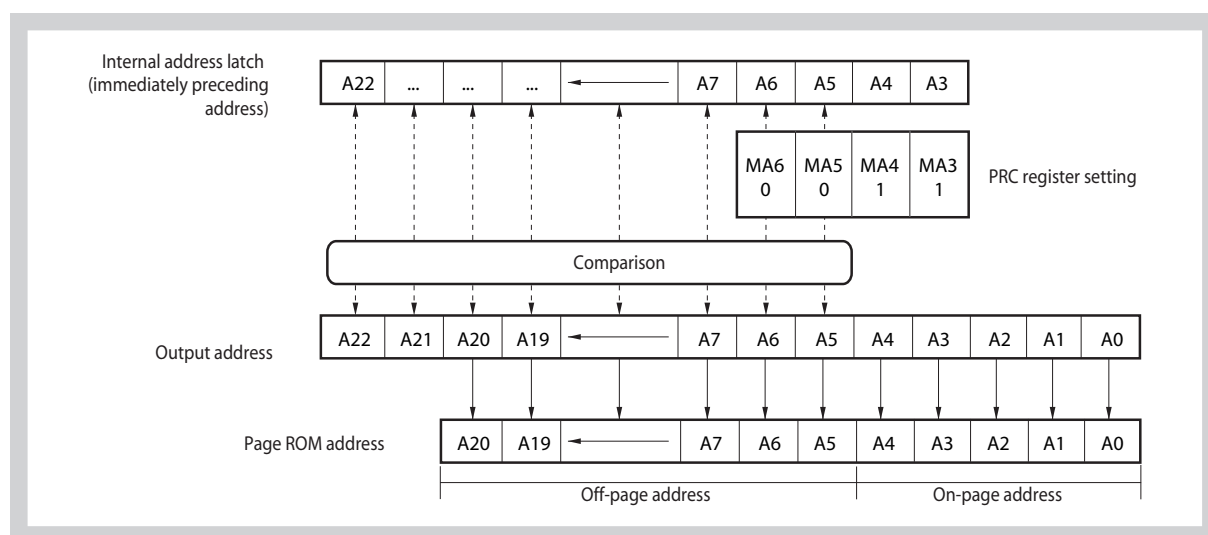 Internal address latch
(immediately preceding
address)
A22 ... ... ... A7 A6 A5 A4 A3
MA6 MA5 MA4 MA3
0 0 1 1
PRC register setting
Comparison
Output address
A22 A21 A20 A19 A7 A6 A5 A4 A3 A2 A1 A0
Page ROM address
A20 A19 A7 A6 A5 A4 A3 A2 A1 A0
Off-page address On-page address